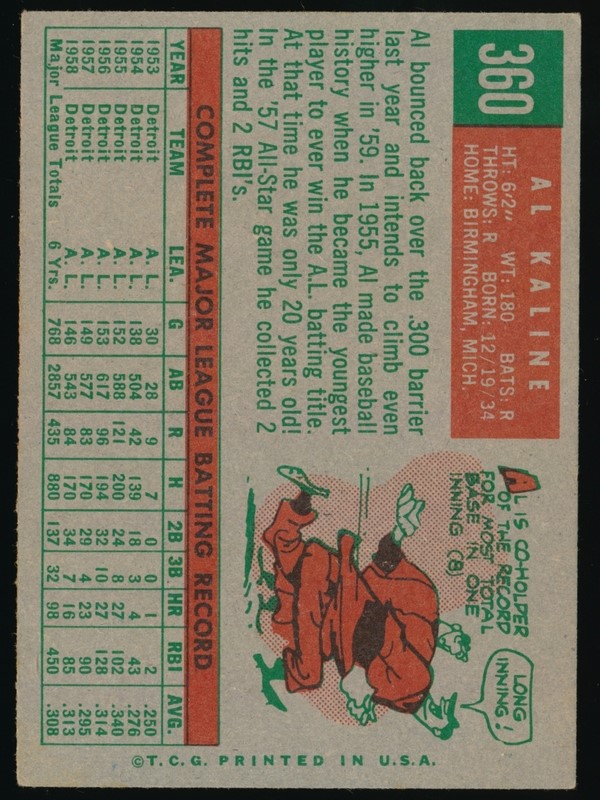 360
AL KALINE
HT: 6'2" WT: 180 BATS: R
THROWS: R BORN: 12/19/34
HOME: BIRMINGHAM, MICH.
Al bounced back over the .300 barrier
last year and intends to climb even
higher in '59. In 1955, Al made baseball
history when he became the youngest
player to ever win the A.L. batting title.
At that time he was only 20 years old!
In the '57 All-Star game he collected 2
hits and 2 RBI's.
AL IS CO-HOLDER
OF THE RECORD
FOR MOST TOTAL
BASE IN ONE
INNING (8)
LONG
INNING!
COMPLETE MAJOR LEAGUE BATTING RECORD
YEAR TEAM LEA. G AB R H 2B 3B HR RBI AVG.
1953 Detroit A. L. 30 28 9 7 0 0 1 2 .250
1954 Detroit A. L. 138 504 42 139 18 3 4 43 .276
1955 Detroit A. L. 152 588 121 200 24 8 27 102 .340
1956 Detroit A. L. 153 617 96 194 32 10 27 128 .314
1957 Detroit A. L. 149 577 83 170 29 4 23 90 .295
1958 Detroit A. L. 146 543 84 170 34 7 16 85 .313
Major League Totals 6 Yrs. 768 2857 435 880 137 32 98 450 .308
©T.C.G. PRINTED IN U.S.A.